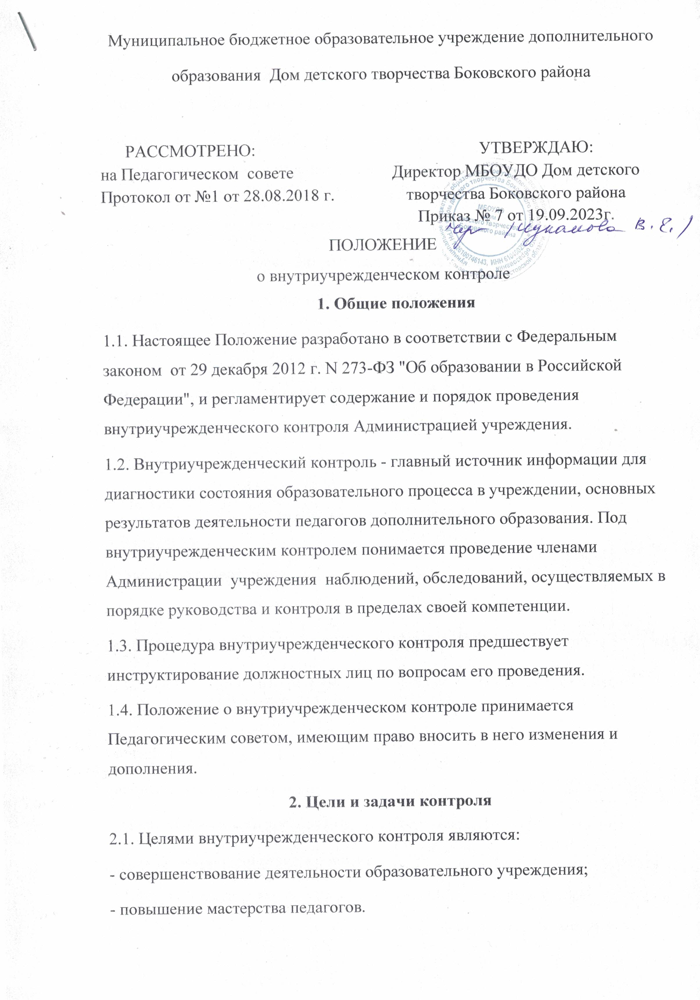 Муниципальное бюджетное образовательное учреждение дополнительного
образования Дом детского творчества Боковского района
РАССМОТРЕНО:
на Педагогическом совете
Протокол от №1 от 28.08.2018 г.
УТВЕРЖДАЮ:
Директор МБОУДО Дом детского
творчества Боковского района
Приказ № 7 от 19.09.2023г.
В. Е. )
МБОУДО
Дом
детского творчества
Боковского района
ПОЛОЖЕНИЕ
о внутриучрежденческом контроле
1. Общие положения
1.1. Настоящее Положение разработано в соответствии с Федеральным
законом от 29 декабря 2012 г. N 273-ФЗ "Об образовании в Российской
Федерации", и регламентирует содержание и порядок проведения
внутриучрежденческого контроля Администрацией учреждения.
1.2. Внутриучрежденческий контроль - главный источник информации для
диагностики состояния образовательного процесса в учреждении, основных
результатов деятельности педагогов дополнительного образования. Под
внутриучрежденческим контролем понимается проведение членами
Администрации учреждения наблюдений, обследований, осуществляемых в
порядке руководства и контроля в пределах своей компетенции.
1.3. Процедура внутриучрежденческого контроля предшествует
инструктирование должностных лиц по вопросам его проведения.
1.4. Положение о внутриучрежденческом контроле принимается
Педагогическим советом, имеющим право вносить в него изменения и
дополнения.
2. Цели и задачи контроля
2.1. Целями внутриучрежденческого контроля являются:
- совершенствование деятельности образовательного учреждения;
- повышение мастерства педагогов.